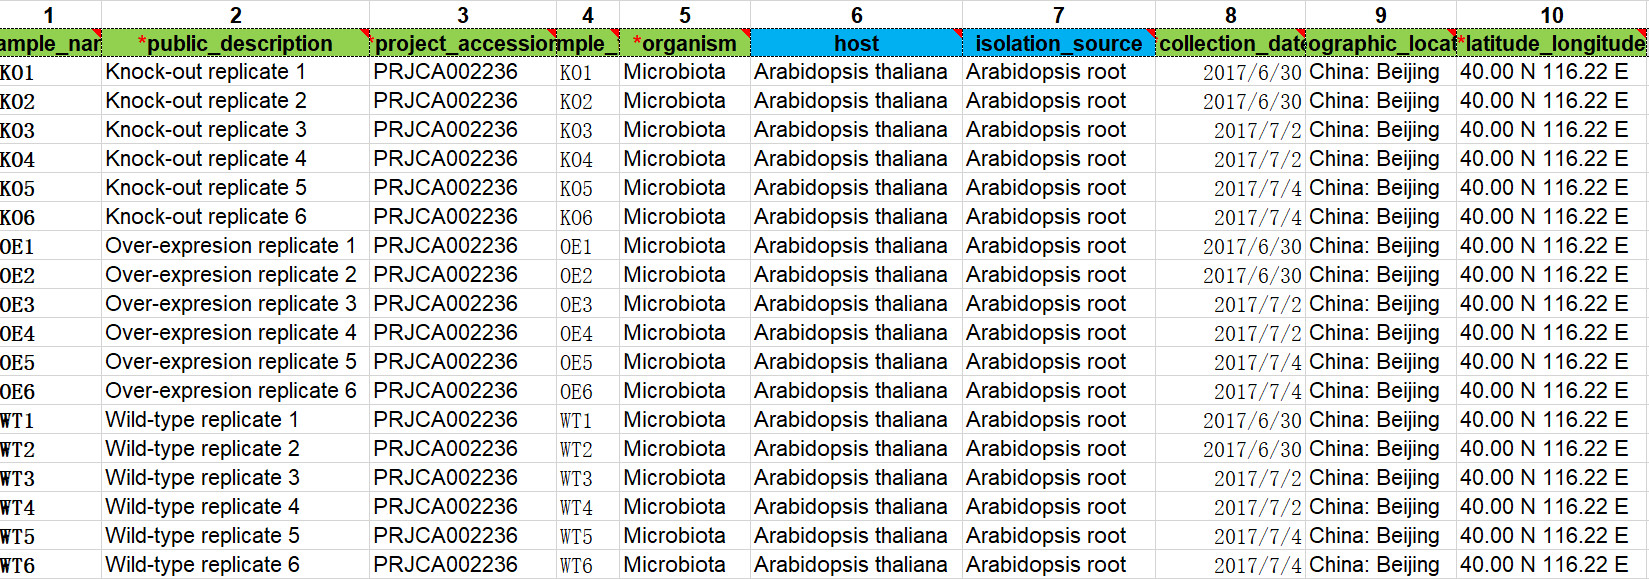 1 2 3 4 5 6 7 8 9 10
ample_nar *public_description *project_accession mple_ *organism host isolation_source collection_date ographic_locat *latitude_longitude
KO1 Knock-out replicate 1 PRJCA002236 KO1 Microbiota Arabidopsis thaliana Arabidopsis root 2017/6/30 China: Beijing 40.00 N 116.22 E
KO2 Knock-out replicate 2 PRJCA002236 KO2 Microbiota Arabidopsis thaliana Arabidopsis root 2017/6/30 China: Beijing 40.00 N 116.22 E
KO3 Knock-out replicate 3 PRJCA002236 KO3 Microbiota Arabidopsis thaliana Arabidopsis root 2017/7/2 China: Beijing 40.00 N 116.22 E
KO4 Knock-out replicate 4 PRJCA002236 KO4 Microbiota Arabidopsis thaliana Arabidopsis root 2017/7/2 China: Beijing 40.00 N 116.22 E
KO5 Knock-out replicate 5 PRJCA002236 KO5 Microbiota Arabidopsis thaliana Arabidopsis root 2017/7/4 China: Beijing 40.00 N 116.22 E
KO6 Knock-out replicate 6 PRJCA002236 KO6 Microbiota Arabidopsis thaliana Arabidopsis root 2017/7/4 China: Beijing 40.00 N 116.22 E
OE1 Over-expresion replicate 1 PRJCA002236 OE1 Microbiota Arabidopsis thaliana Arabidopsis root 2017/6/30 China: Beijing 40.00 N 116.22 E
OE2 Over-expresion replicate 2 PRJCA002236 OE2 Microbiota Arabidopsis thaliana Arabidopsis root 2017/6/30 China: Beijing 40.00 N 116.22 E
OE3 Over-expresion replicate 3 PRJCA002236 OE3 Microbiota Arabidopsis thaliana Arabidopsis root 2017/7/2 China: Beijing 40.00 N 116.22 E
OE4 Over-expresion replicate 4 PRJCA002236 OE4 Microbiota Arabidopsis thaliana Arabidopsis root 2017/7/2 China: Beijing 40.00 N 116.22 E
OE5 Over-expresion replicate 5 PRJCA002236 OE5 Microbiota Arabidopsis thaliana Arabidopsis root 2017/7/4 China: Beijing 40.00 N 116.22 E
OE6 Over-expresion replicate 6 PRJCA002236 OE6 Microbiota Arabidopsis thaliana Arabidopsis root 2017/7/4 China: Beijing 40.00 N 116.22 E
WT1 Wild-type replicate 1 PRJCA002236 WT1 Microbiota Arabidopsis thaliana Arabidopsis root 2017/6/30 China: Beijing 40.00 N 116.22 E
WT2 Wild-type replicate 2 PRJCA002236 WT2 Microbiota Arabidopsis thaliana Arabidopsis root 2017/6/30 China: Beijing 40.00 N 116.22 E
WT3 Wild-type replicate 3 PRJCA002236 WT3 Microbiota Arabidopsis thaliana Arabidopsis root 2017/7/2 China: Beijing 40.00 N 116.22 E
WT4 Wild-type replicate 4 PRJCA002236 WT4 Microbiota Arabidopsis thaliana Arabidopsis root 2017/7/2 China: Beijing 40.00 N 116.22 E
WT5 Wild-type replicate 5 PRJCA002236 WT5 Microbiota Arabidopsis thaliana Arabidopsis root 2017/7/4 China: Beijing 40.00 N 116.22 E
WT6 Wild-type replicate 6 PRJCA002236 WT6 Microbiota Arabidopsis thaliana Arabidopsis root 2017/7/4 China: Beijing 40.00 N 116.22 E